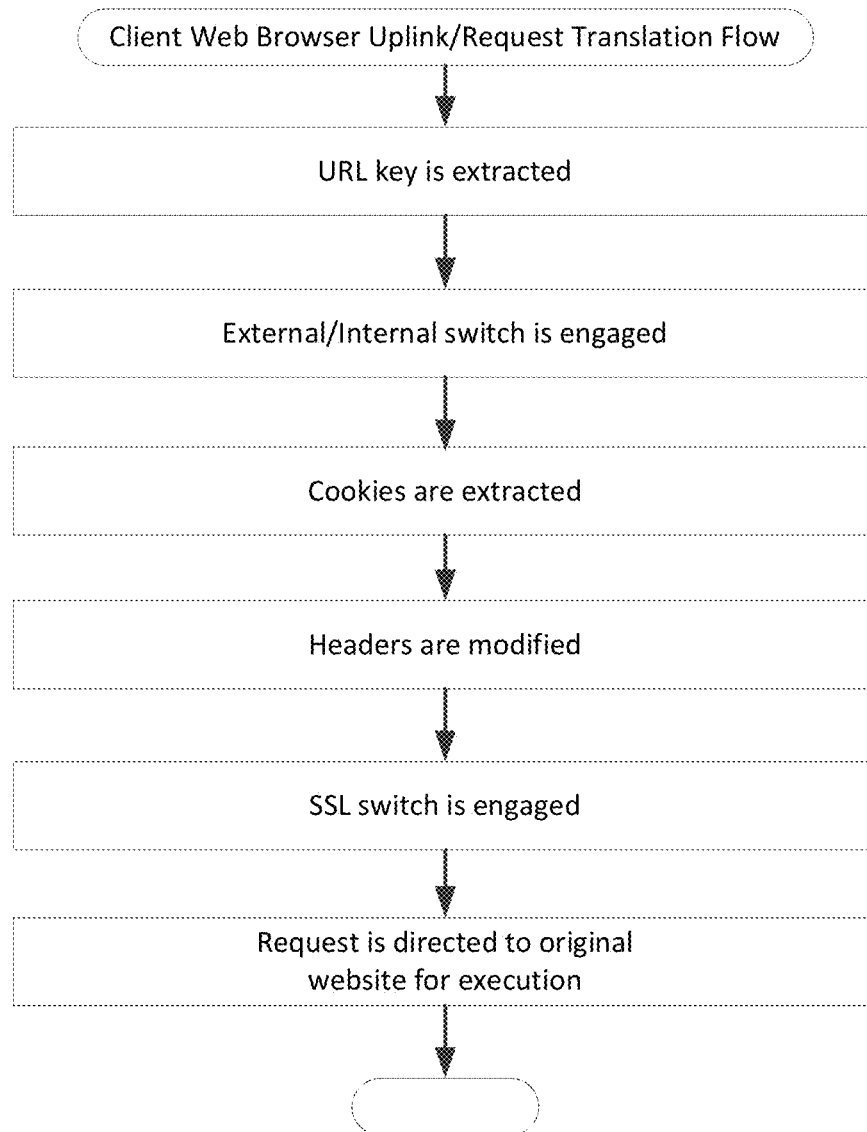 Client Web Browser Uplink/Request Translation Flow
URL key is extracted
External/Internal switch is engaged
Cookies are extracted
Headers are modified
SSL switch is engaged
Request is directed to original
website for execution